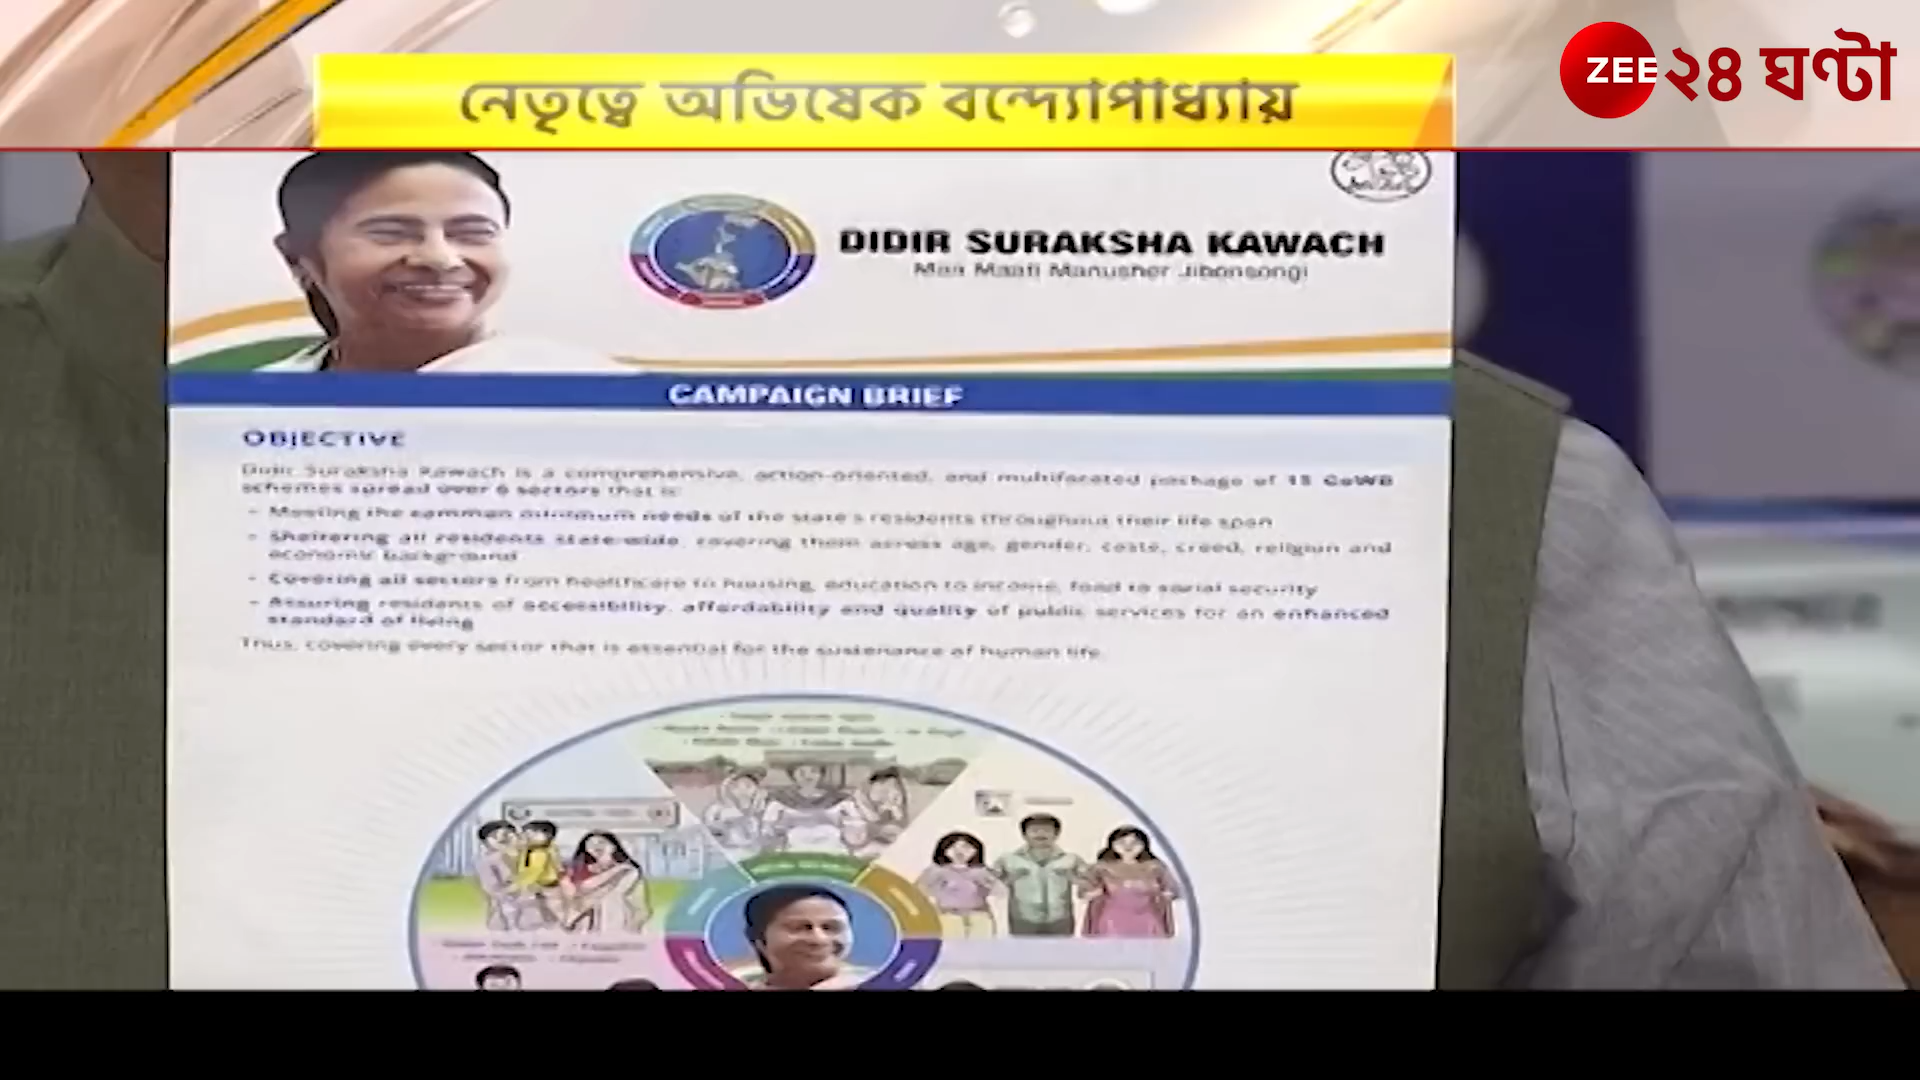 ZEE ২৪ ঘণ্টা
নেতৃত্বে অভিষেক বন্দ্যোপাধ্যায়
DIDIR SURAKSHA KAWACH
Maa Maati Manusher Jibonsongi
CAMPAIGN BRIEF
OBJECTIVE
Didir Suraksha Kawach is a comprehensive, action-oriented, and multifaceted package of 15 GoWB
schemes spread over 6 sectors that is:
- Meeting the common minimum needs of the state's residents throughout their life span
- Sheltering all residents state-wide, covering them across age, gender, caste, creed, religion and
economic background
- Covering all sectors from healthcare to housing, education to income, food to social security
- Assuring residents of accessibility, affordability and quality of public services for an enhanced
standard of living
Thus, covering every sector that is essential for the sustenance of human life.